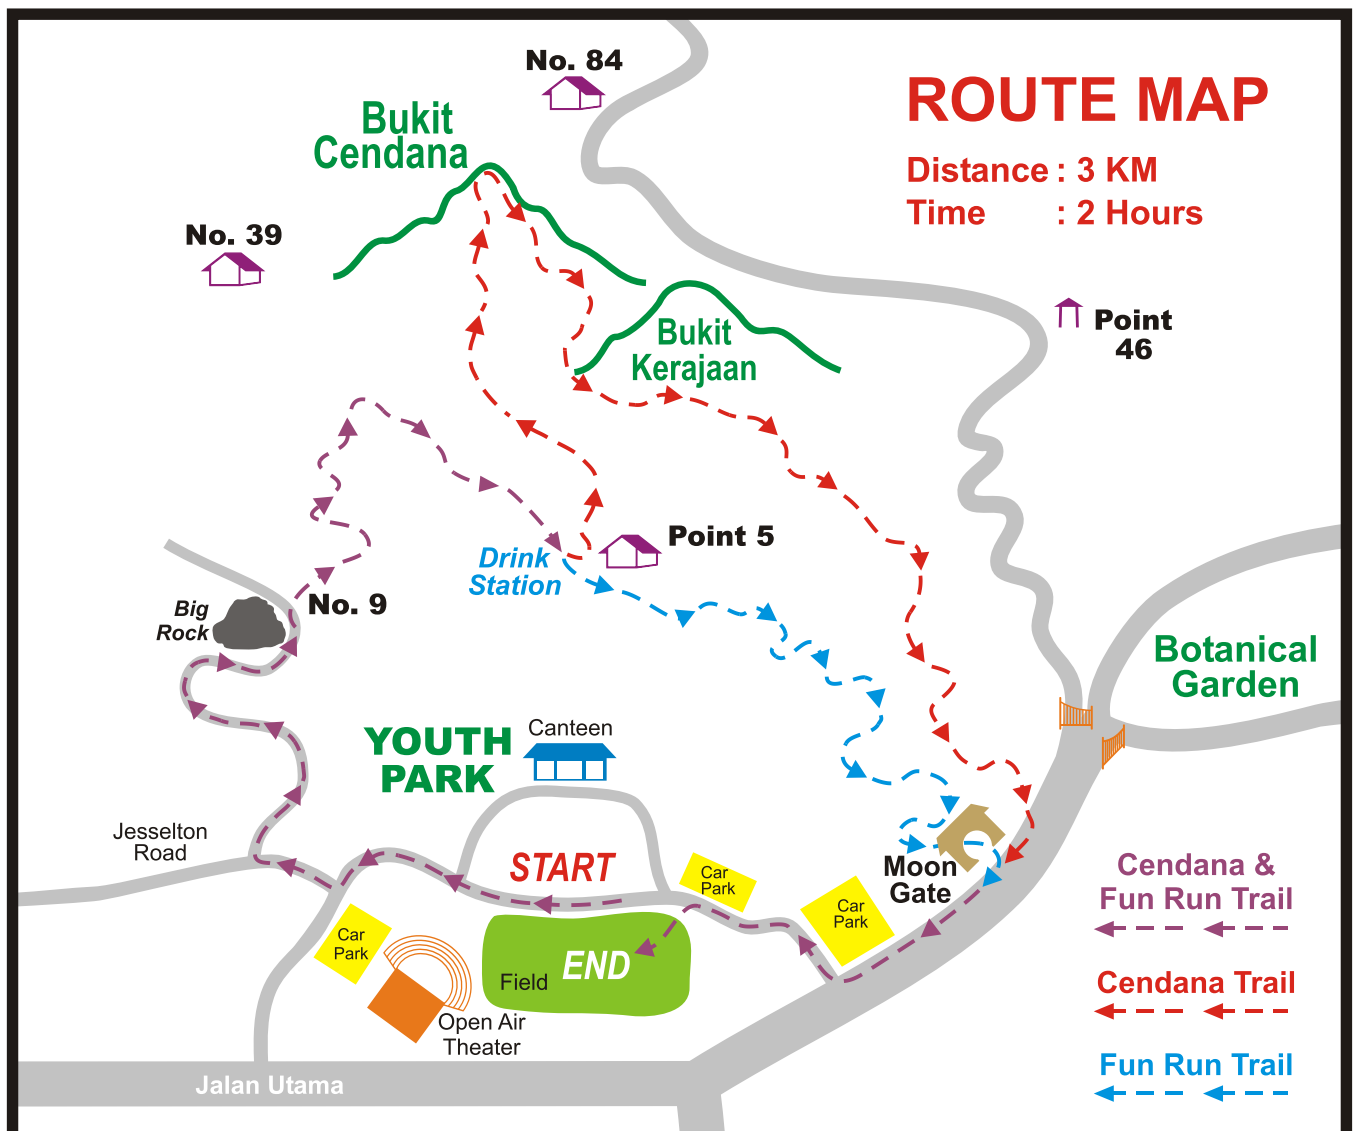 No. 84
ROUTE MAP
Distance : 3 KM
Time : 2 Hours
Bukit
Cendana
No. 39
Bukit
Kerajaan
Point
46
Point 5
Drink
Station
No. 9
Big
Rock
Botanical
Garden
YOUTH
PARK
Canteen
Jesselton
Road
START
Car
Park
Moon
Gate
Car
Park
Car
Park
END
Field
Open Air
Theater
Jalan Utama
Cendana &
Fun Run Trail
Cendana Trail
Fun Run Trail